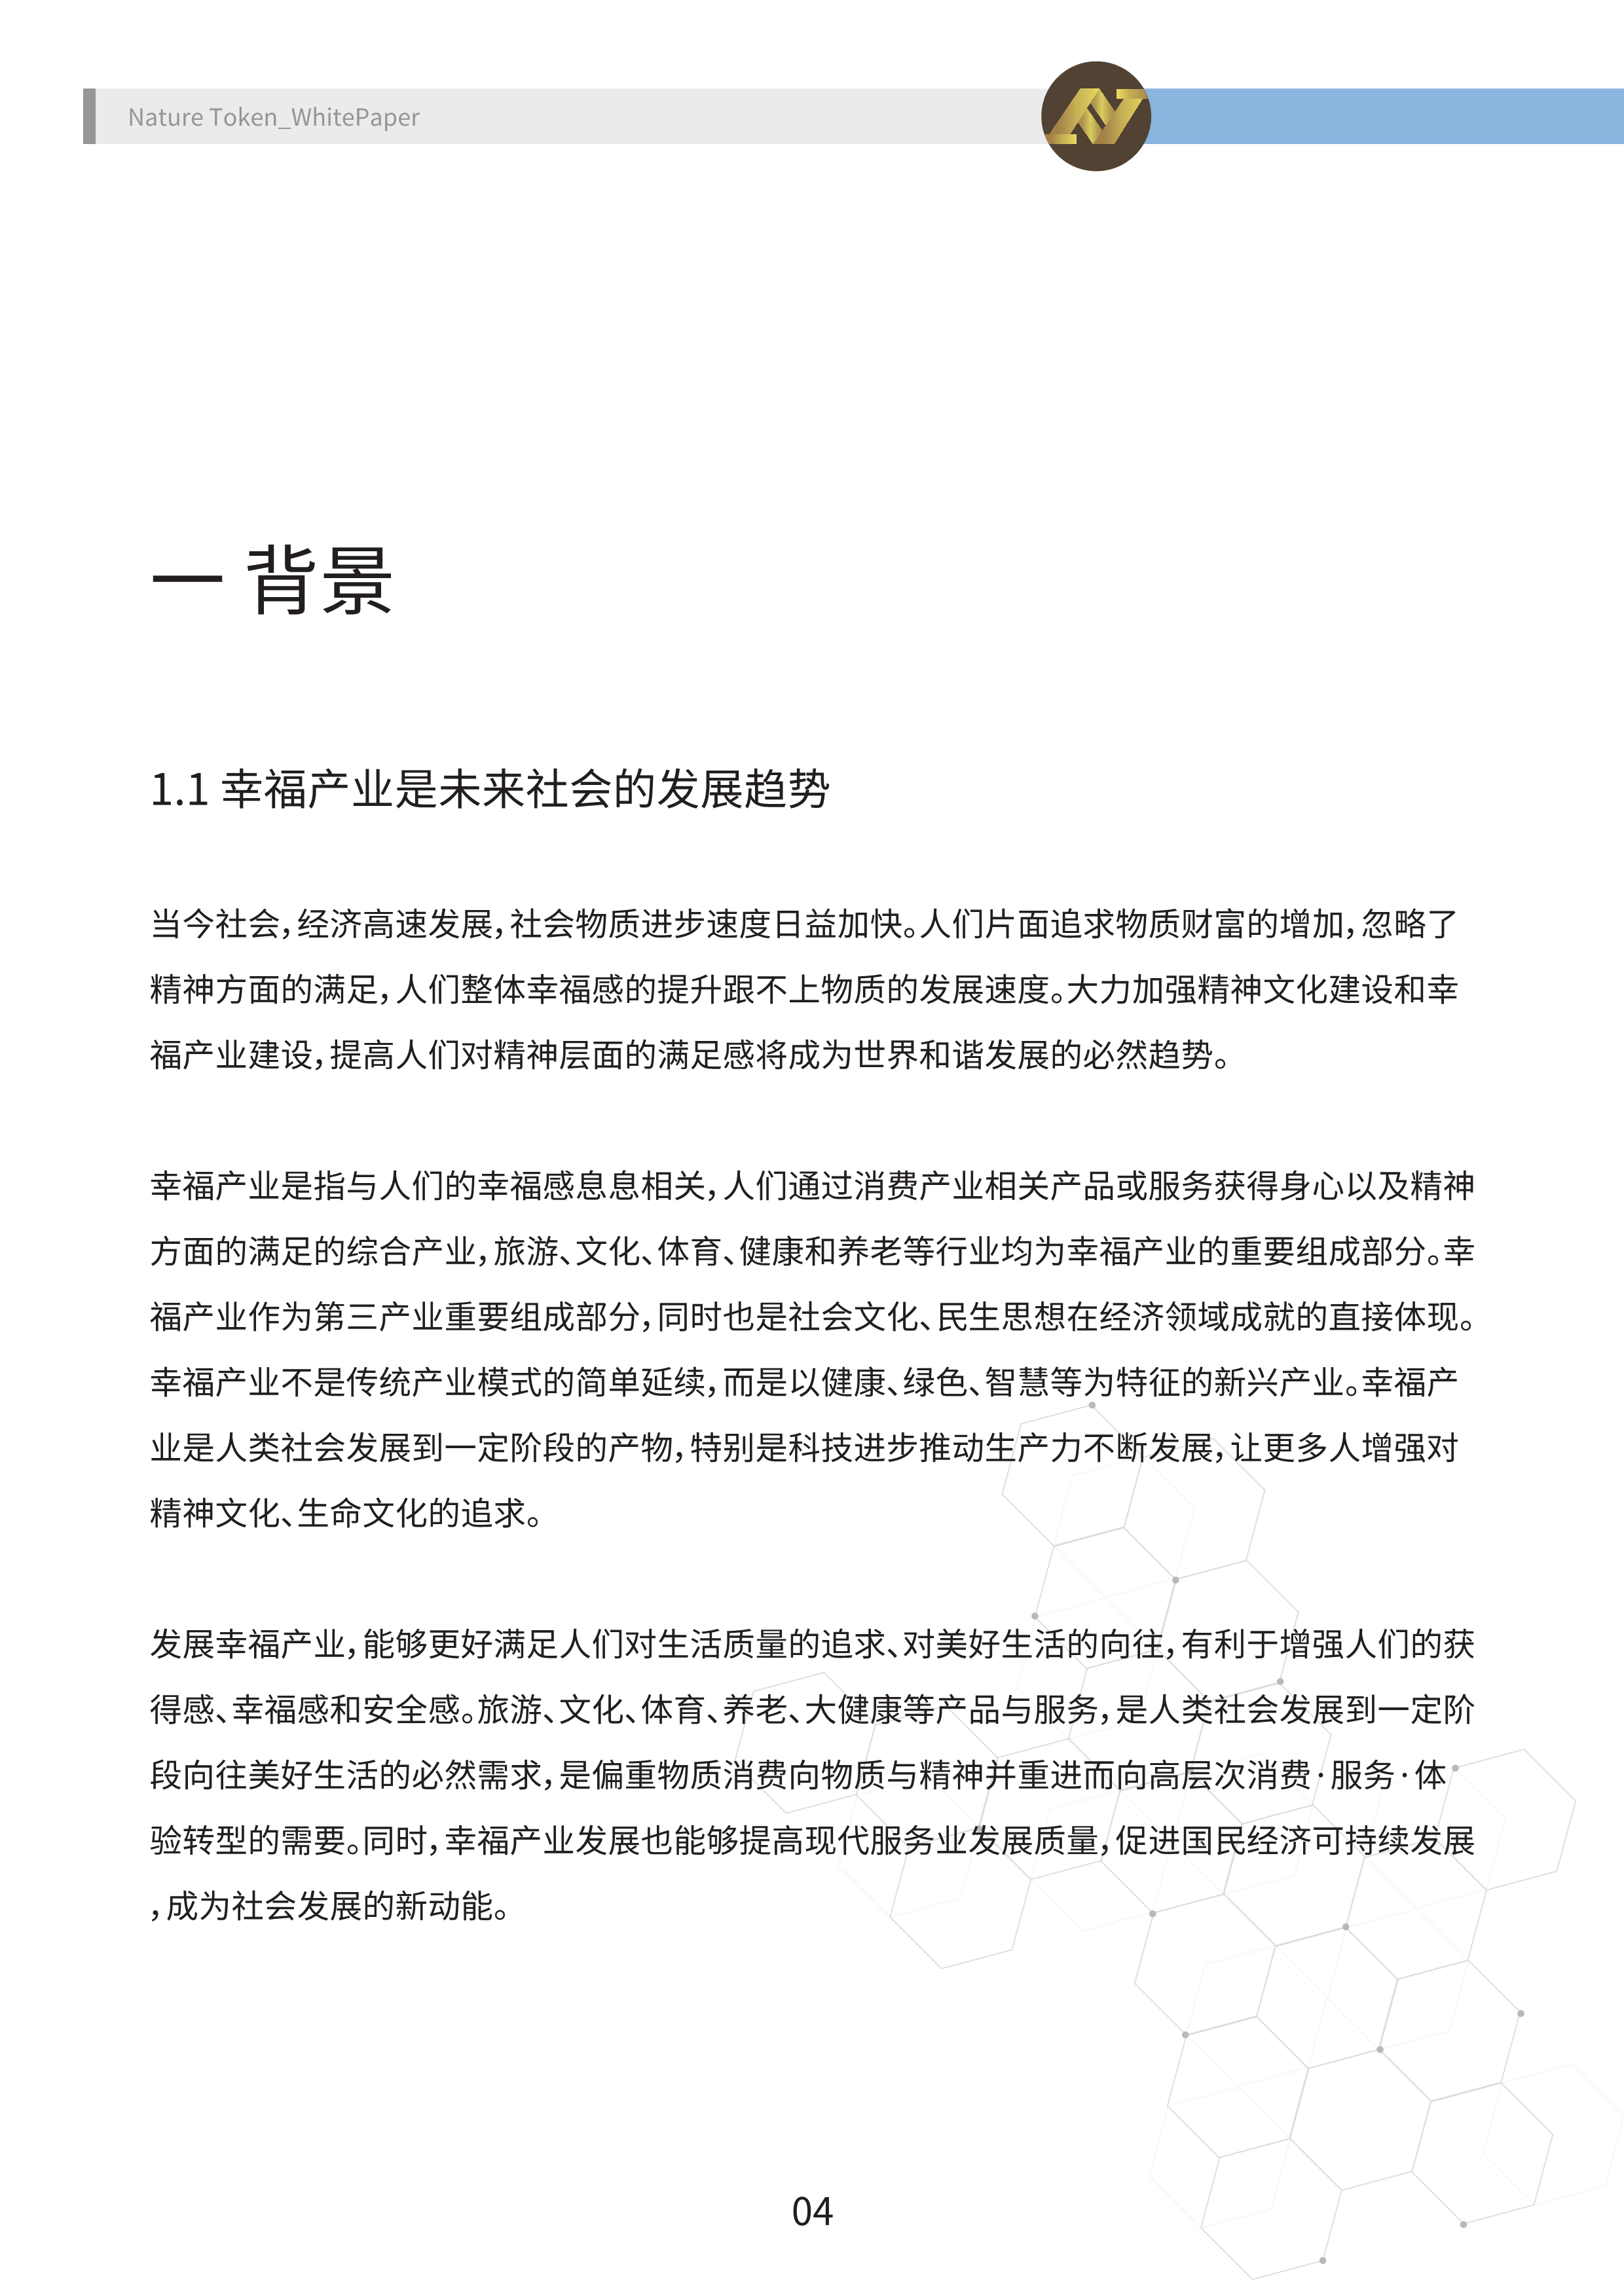 Nature Token_WhitePaper
一 背景
1.1 幸福产业是未来社会的发展趋势
当今社会，经济高速发展，社会物质进步速度日益加快。人们片面追求物质财富的增加，忽略了
精神方面的满足，人们整体幸福感的提升跟不上物质的发展速度。大力加强精神文化建设和幸
福产业建设，提高人们对精神层面的满足感将成为世界和谐发展的必然趋势。
幸福产业是指与人们的幸福感息息相关，人们通过消费产业相关产品或服务获得身心以及精神
方面的满足的综合产业，旅游、文化、体育、健康和养老等行业均为幸福产业的重要组成部分。幸
福产业作为第三产业重要组成部分，同时也是社会文化、民生思想在经济领域成就的直接体现。
幸福产业不是传统产业模式的简单延续，而是以健康、绿色、智慧等为特征的新兴产业。幸福产
业是人类社会发展到一定阶段的产物，特别是科技进步推动生产力不断发展，让更多人增强对
精神文化、生命文化的追求。
发展幸福产业，能够更好满足人们对生活质量的追求、对美好生活的向往，有利于增强人们的获
得感、幸福感和安全感。旅游、文化、体育、养老、大健康等产品与服务，是人类社会发展到一定阶
段向往美好生活的必然需求，是偏重物质消费向物质与精神并重进而向高层次消费·服务·体
验转型的需要。同时，幸福产业发展也能够提高现代服务业发展质量，促进国民经济可持续发展
，成为社会发展的新动能。
04